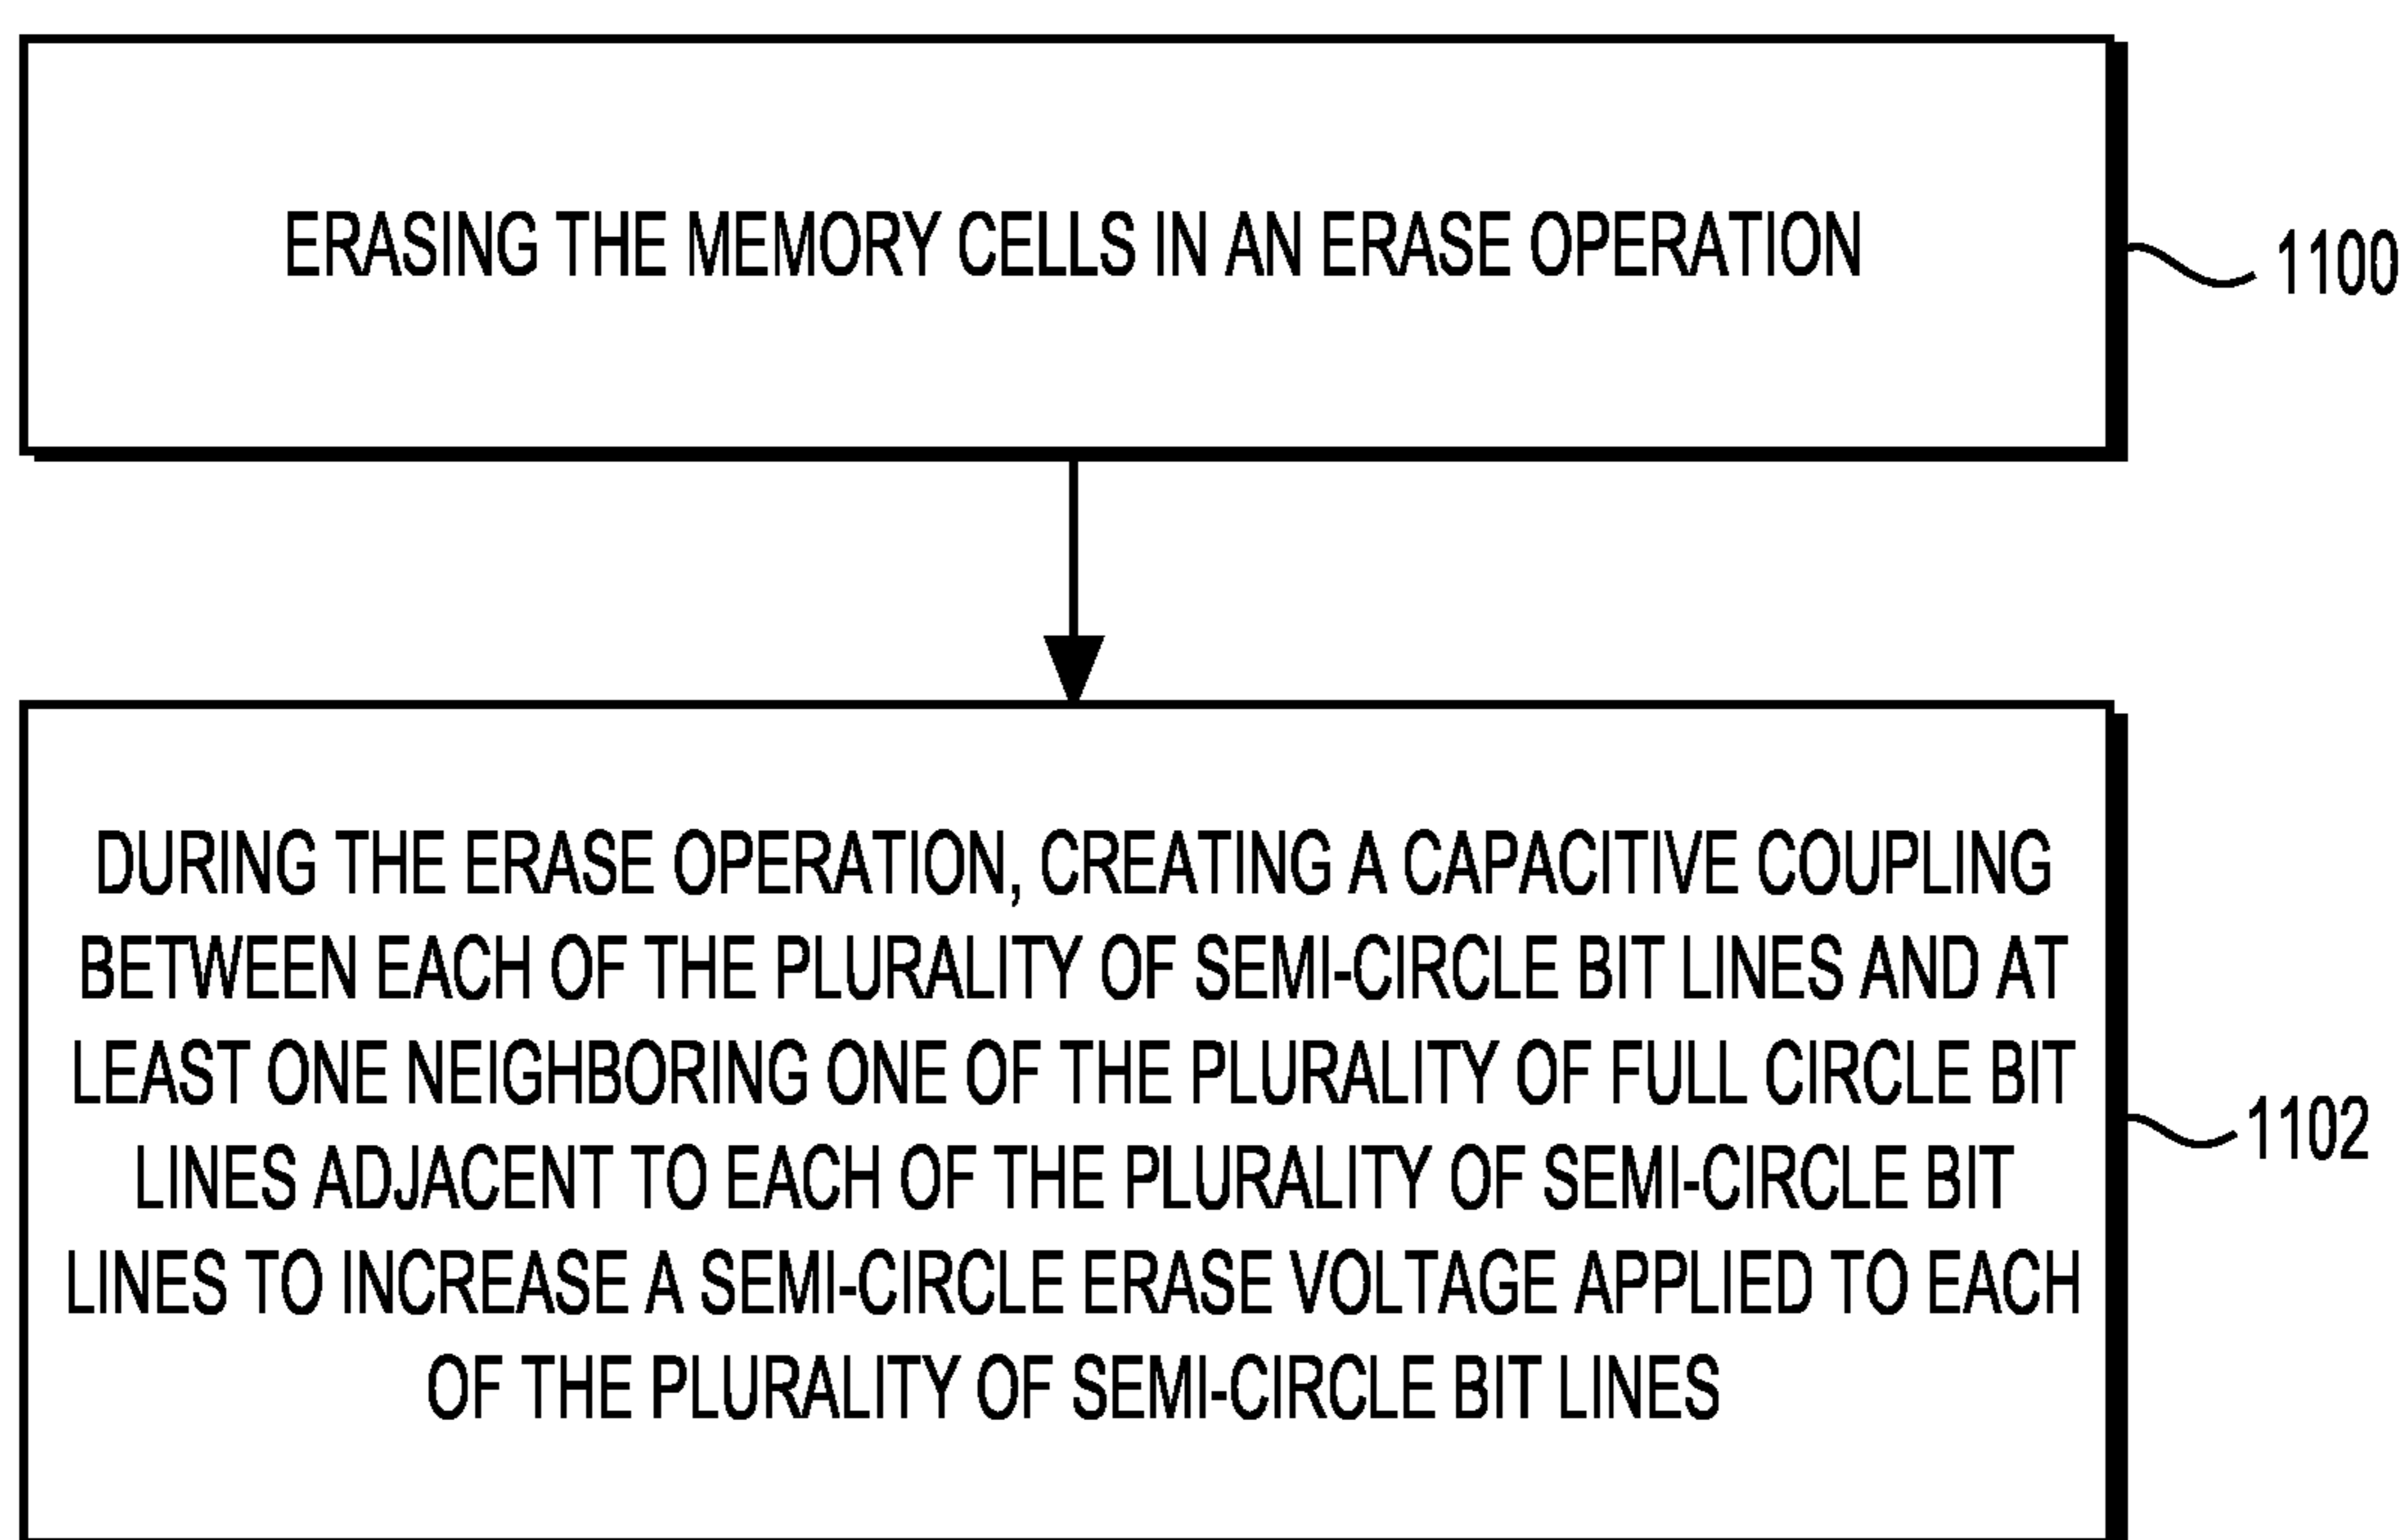 ERASING THE MEMORY CELLS IN AN ERASE OPERATION
1100
DURING THE ERASE OPERATION, CREATING A CAPACITIVE COUPLING
BETWEEN EACH OF THE PLURALITY OF SEMI-CIRCLE BIT LINES AND AT
LEAST ONE NEIGHBORING ONE OF THE PLURALITY OF FULL CIRCLE BIT
LINES ADJACENT TO EACH OF THE PLURALITY OF SEMI-CIRCLE BIT
LINES TO INCREASE A SEMI-CIRCLE ERASE VOLTAGE APPLIED TO EACH
OF THE PLURALITY OF SEMI-CIRCLE BIT LINES
1102